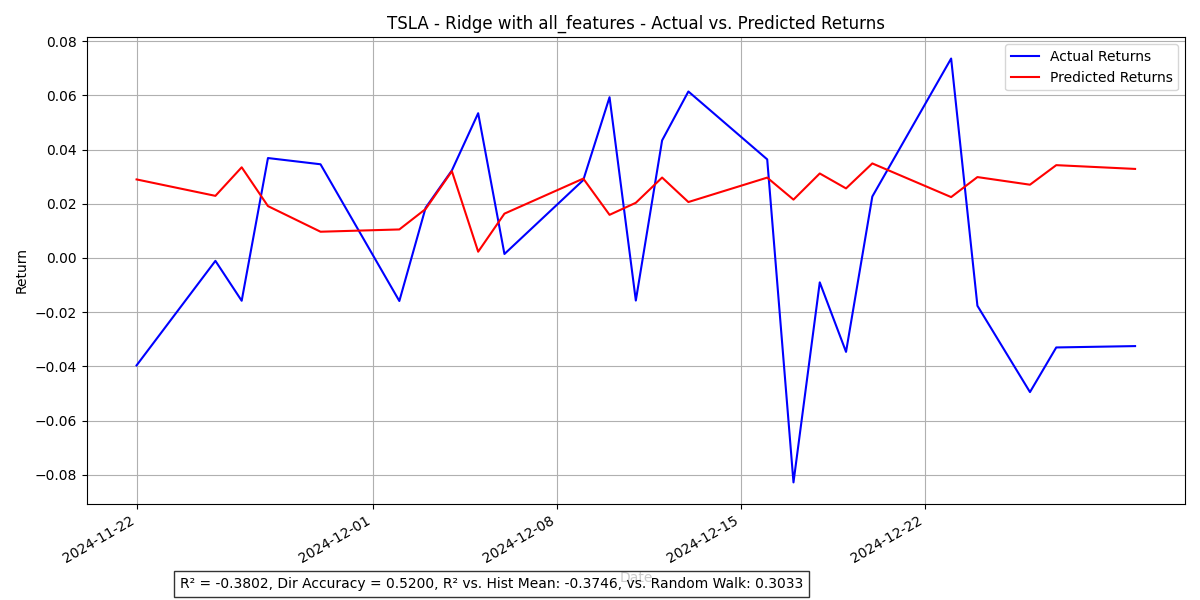 TSLA - Ridge with all_features - Actual vs. Predicted Returns
Actual Returns
Predicted Returns
Return
0.08
0.06
0.04
0.02
0.00
−0.02
−0.04
−0.06
−0.08
2024-11-22
2024-12-01
2024-12-08
2024-12-15
2024-12-22
Date
R² = -0.3802, Dir Accuracy = 0.5200, R² vs. Hist Mean: -0.3746, vs. Random Walk: 0.3033